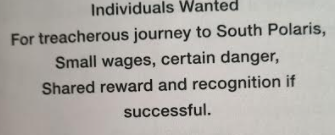 Individuals Wanted
For treacherous journey to South Polaris,
Small wages, certain danger,
Shared reward and recognition if
successful.